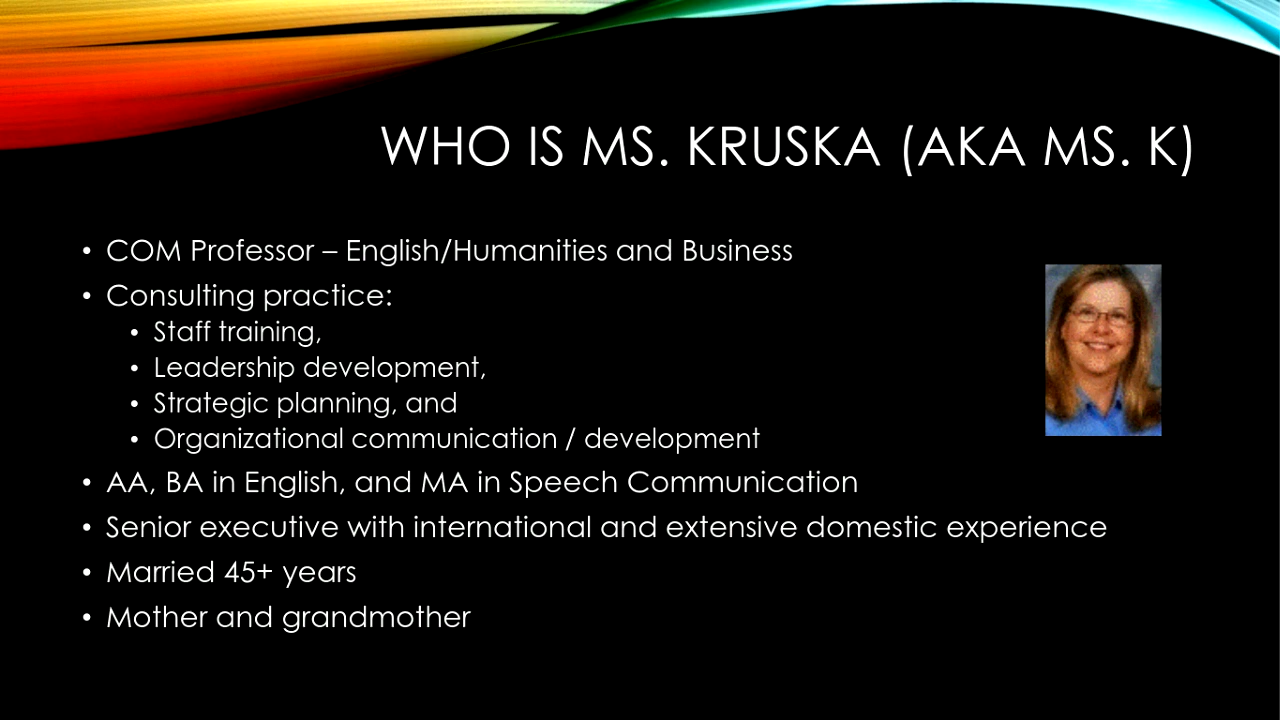 WHO IS MS. KRUSKA (AKA MS. K)
• COM Professor – English/Humanities and Business
• Consulting practice:
• Staff training,
• Leadership development,
• Strategic planning, and
• Organizational communication / development
• AA, BA in English, and MA in Speech Communication
• Senior executive with international and extensive domestic experience
• Married 45+ years
• Mother and grandmother